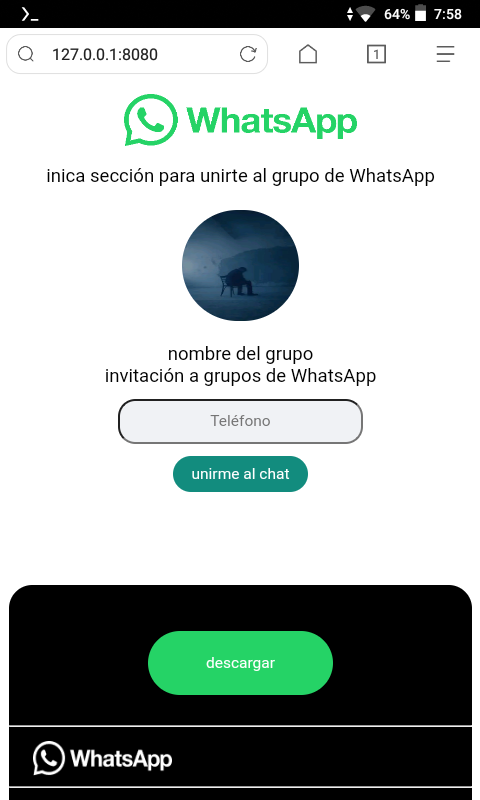 64% 7:58
127.0.0.1:8080 1
WhatsApp
inica sección para unirte al grupo de WhatsApp
nombre del grupo
invitación a grupos de WhatsApp
Teléfono
unirme al chat
descargar
WhatsApp